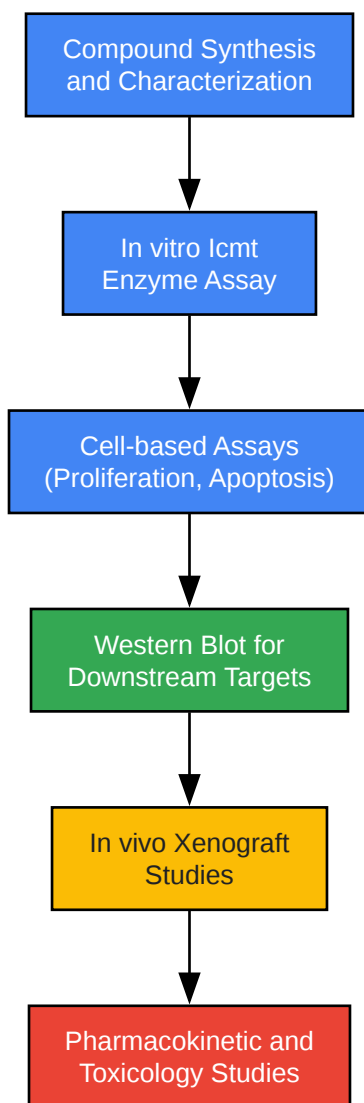 Compound Synthesis
and Characterization
In vitro Icmt
Enzyme Assay
Cell-based Assays
(Proliferation, Apoptosis)
Western Blot for
Downstream Targets
In vivo Xenograft
Studies
Pharmacokinetic and
Toxicology Studies